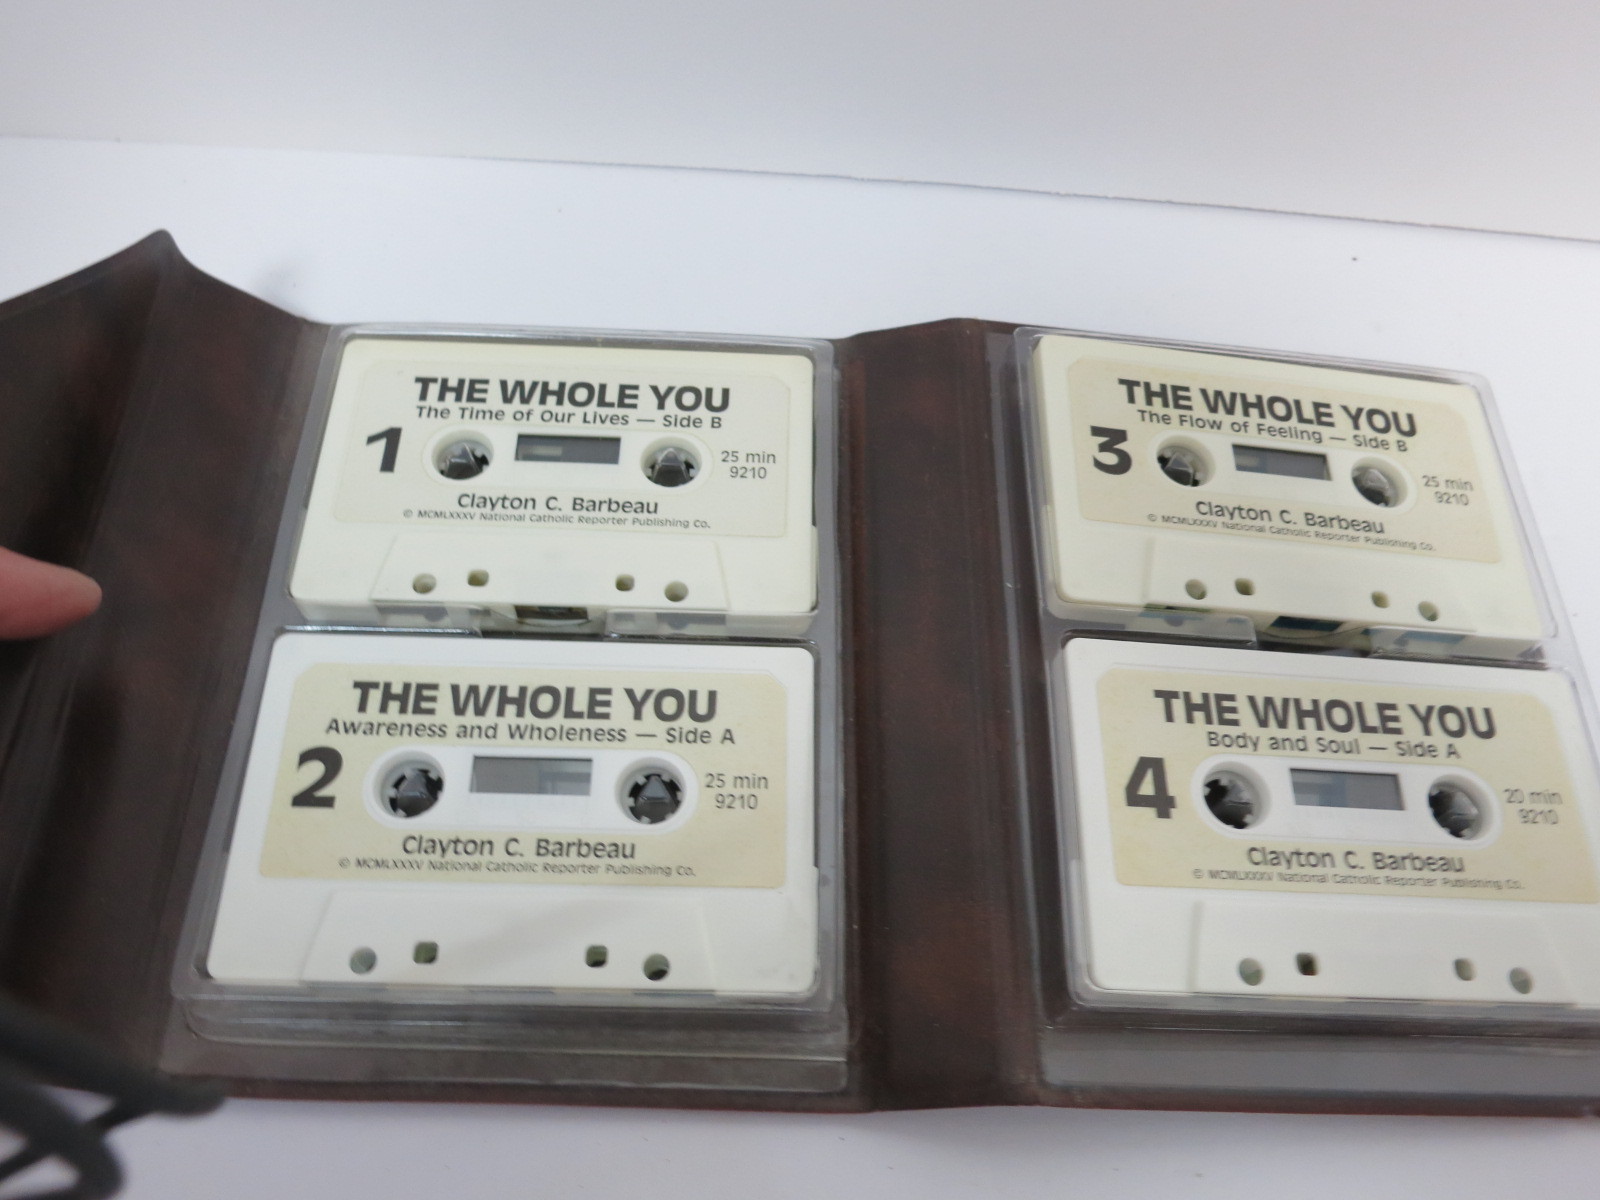 THE WHOLE YOU
The Time of Our Lives — Side B
1
25 min
9210
Clayton C. Barbeau
© MCMLXXXV National Catholic Reporter Publishing Co.
THE WHOLE YOU
Awareness and Wholeness — Side A
2
25 min
9210
Clayton C. Barbeau
© MCMLXXXV National Catholic Reporter Publishing Co.
THE WHOLE YOU
The Flow of Feeling — Side B
3
25 min
9210
Clayton C. Barbeau
© MCMLXXXV National Catholic Reporter Publishing Co.
THE WHOLE YOU
Body and Soul — Side A
4
20 min
9210
Clayton C. Barbeau
© MCMLXXXV National Catholic Reporter Publishing Co.